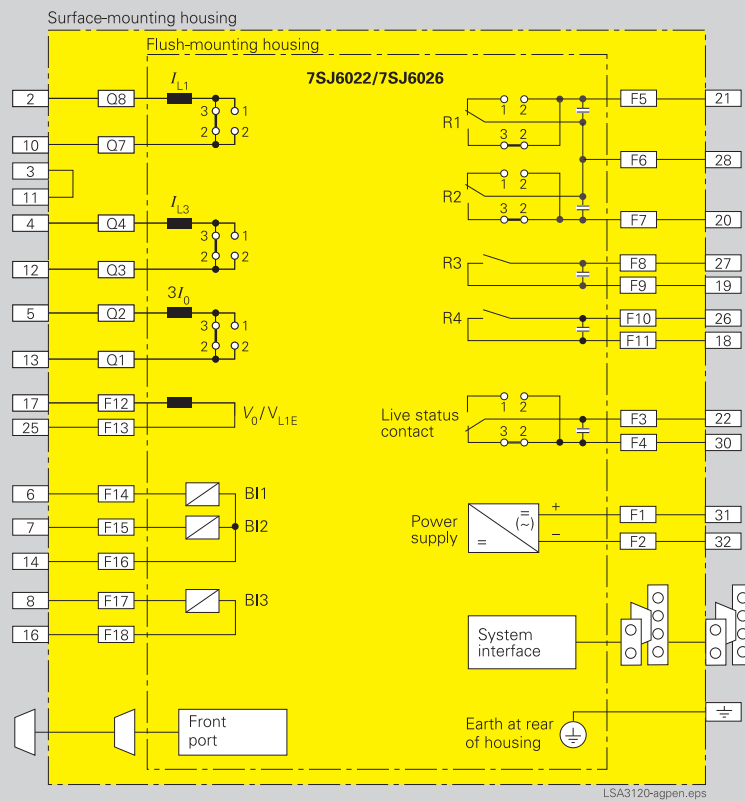 Surface-mounting housing
Flush-mounting housing
7SJ6022/7SJ6026
2 Q8 IL1
3 1
2 2
10 Q7
3
11
4 Q4 IL3
3 1
2 2
12 Q3
5 Q2 3I0
3 1
2 2
13 Q1
17 F12
V0/VL1E
25 F13
6 F14 BI1
7 F15 BI2
14 F16
8 F17 BI3
16 F18
Front
port
R1
1 2
3 2
F5 21
F6 28
R2
1 2
3 2
F7 20
R3
F8 27
F9 19
R4
F10 26
F11 18
Live status
contact
1 2
3 2
F3 22
F4 30
Power
supply
= (~)
=
+ F1 31
– F2 32
System
interface
Earth at rear
of housing
LSA3120-agpen.eps